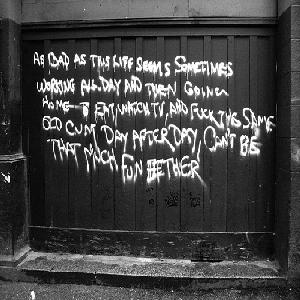 AS BAD AS THIS LIFE SEEMS SOMETIMES
WORKING ALL DAY AND THEN GOING
HOME TO EAT, WATCH TV, AND FUCK THE SAME
OLD CUNT DAY AFTER DAY, CAN'T BE
THAT MUCH FUN EETHER